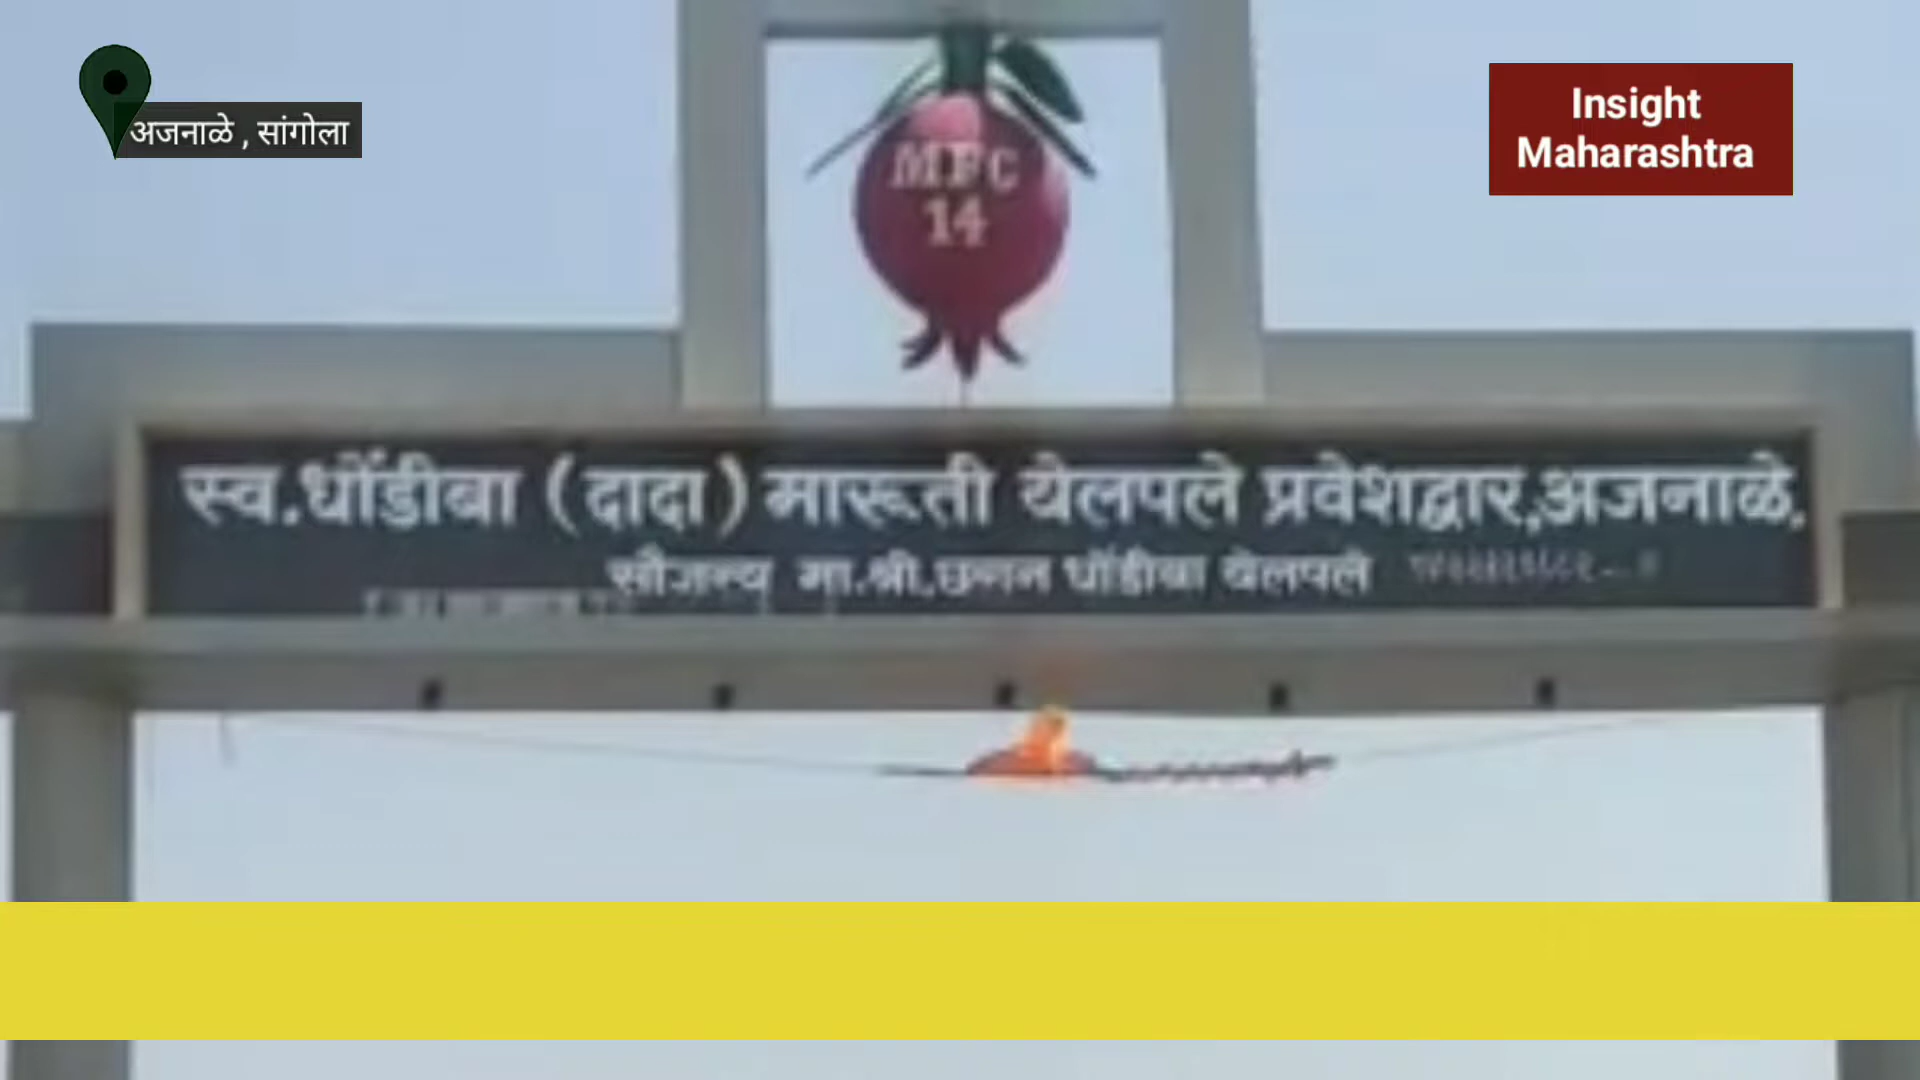 अजनाळे , सांगोला
Insight
Maharashtra
MFC
14
स्व.धोंडीबा (दादा) मारूती येलपले प्रवेशद्वार,अजनाळे.
सौजन्य मा.श्री.छगन धोंडीबा येलपले